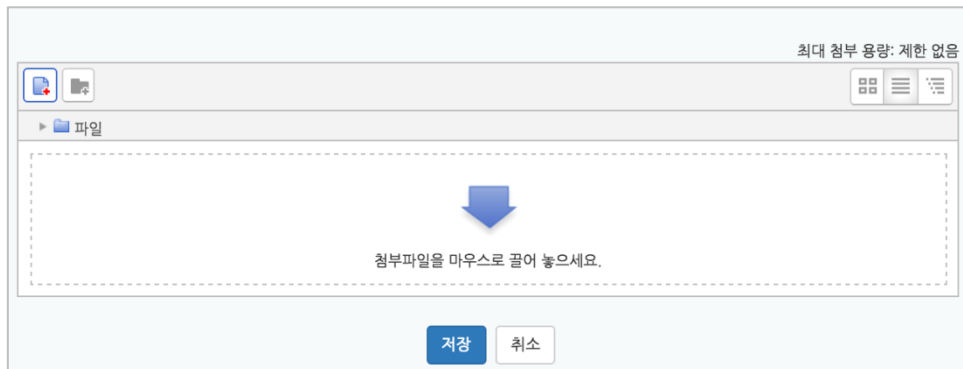 최대 첨부 용량: 제한 없음
파일
첨부파일을 마우스로 끌어 놓으세요.
저장 취소